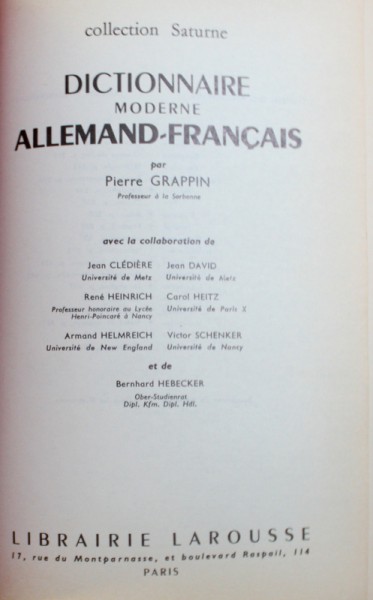 collection Saturne
DICTIONNAIRE
MODERNE
ALLEMAND-FRANÇAIS
par
Pierre GRAPPIN
Professeur à la Sorbonne
avec la collaboration de
Jean CLÉDIÈRE
Université de Metz
Jean DAVID
Université de Metz
René HEINRICH
Professeur honoraire au Lycée
Henri-Poincaré à Nancy
Carol HEITZ
Université de Paris X
Armand HELMREICH
Université de New England
Victor SCHENKER
Université de Nancy
et de
Bernhard HEBECKER
Ober-Studienrat
Dipl. Kfm. Dipl. Hdl.
LIBRAIRIE LAROUSSE
17, rue du Montparnasse, et boulevard Raspail, 114
PARIS